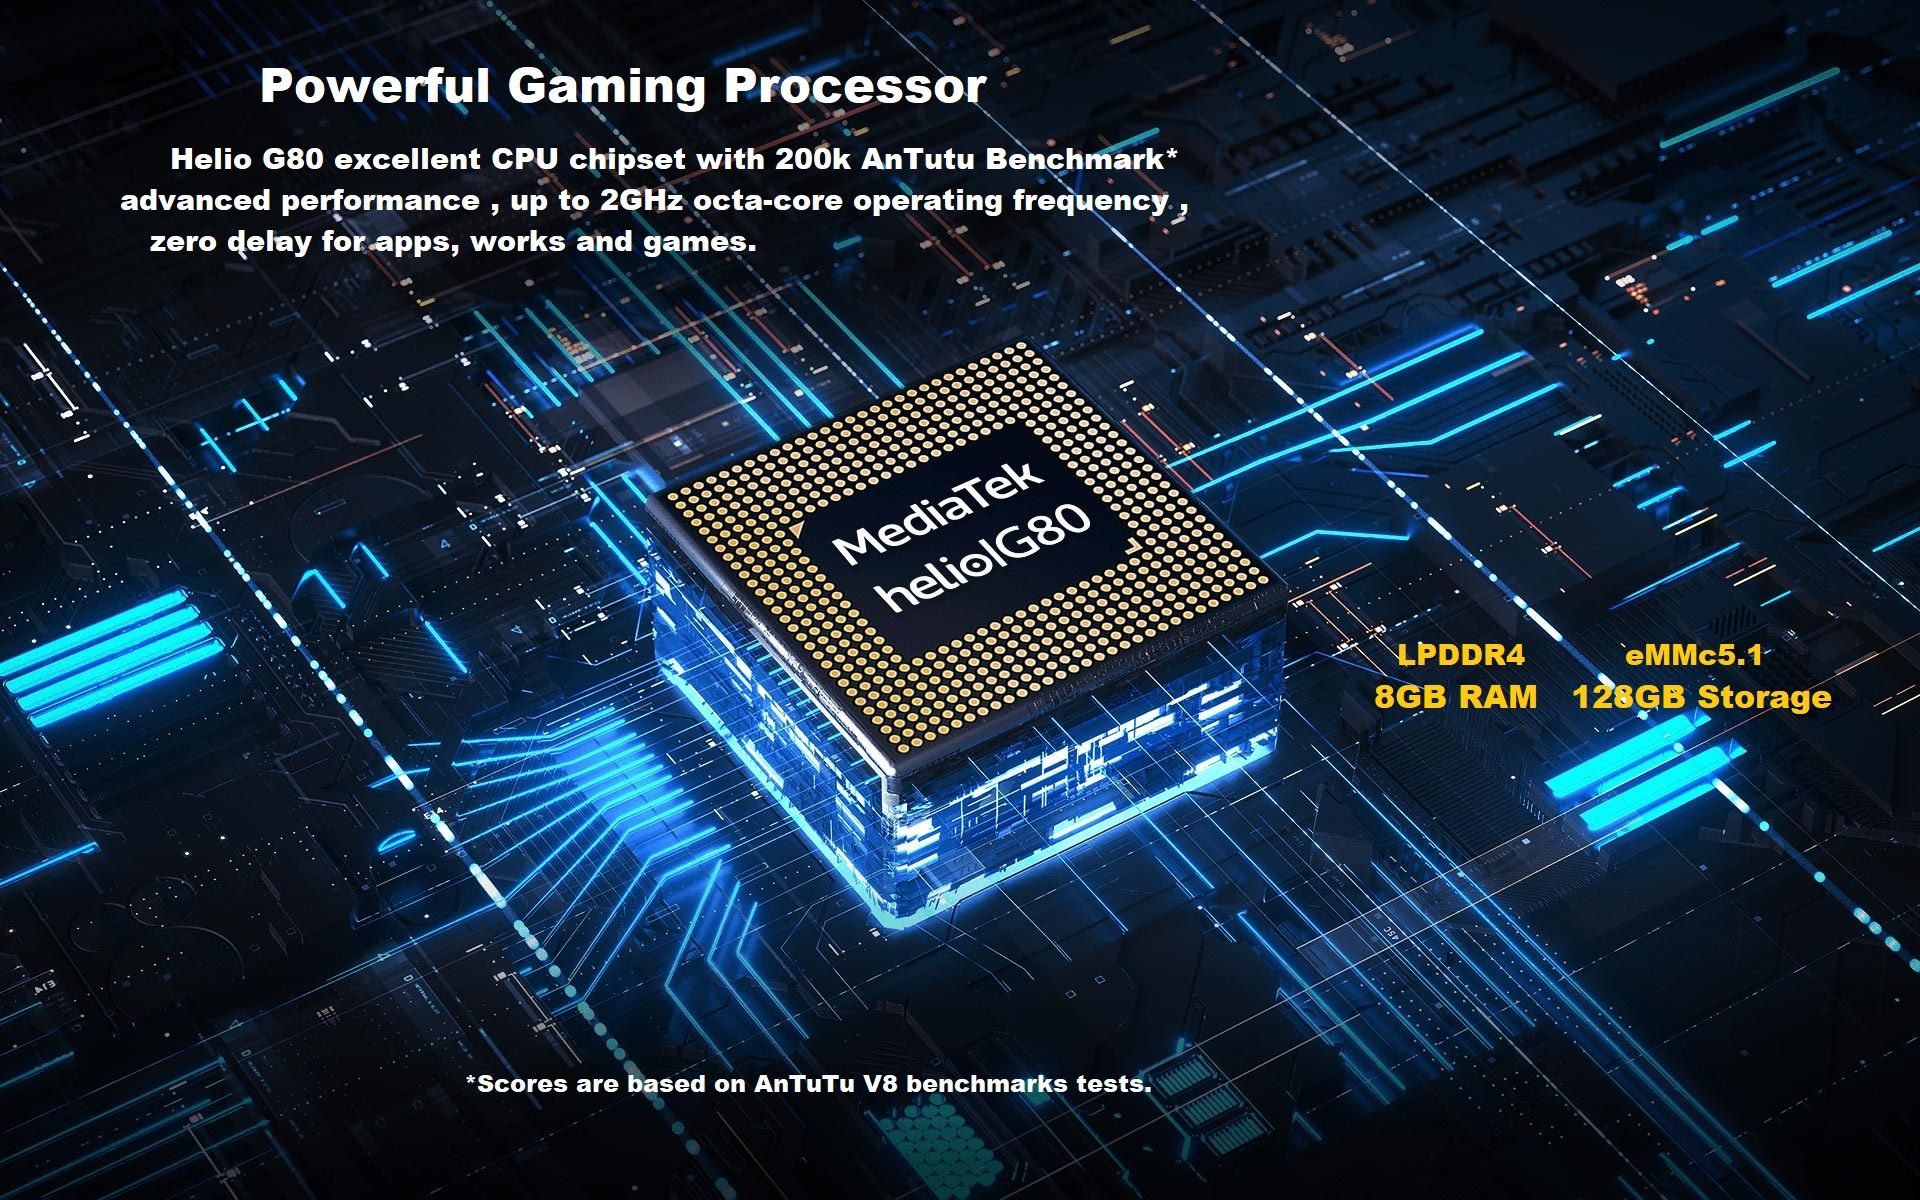 Powerful Gaming Processor
Helio G80 excellent CPU chipset with 200k AnTutu Benchmark*
advanced performance , up to 2GHz octa-core operating frequency ,
zero delay for apps, works and games.
MediaTek
helio|G80
LPDDR4
8GB RAM
eMMc5.1
128GB Storage
*Scores are based on AnTuTu V8 benchmarks tests.